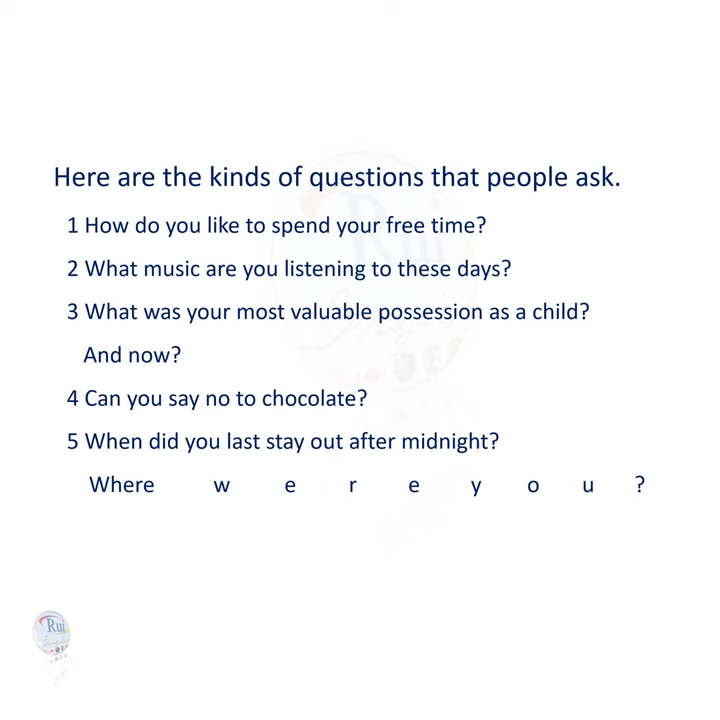 Here are the kinds of questions that people ask.
1 How do you like to spend your free time?
2 What music are you listening to these days?
3 What was your most valuable possession as a child?
And now?
4 Can you say no to chocolate?
5 When did you last stay out after midnight?
Where w e r e y o u ?
Rui